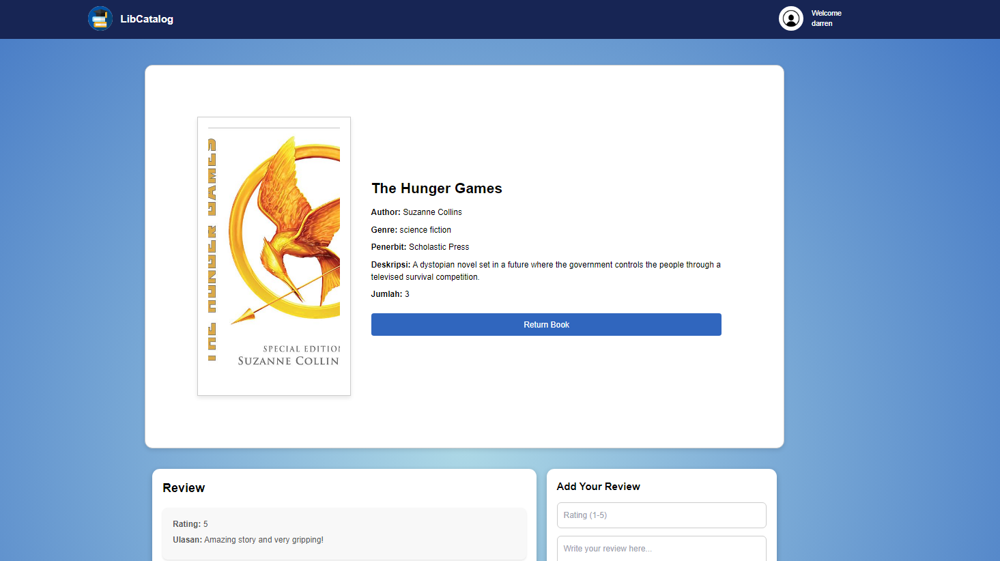 LibCatalog
Welcome
darren
THE HUNGER GAMES
SPECIAL EDITIO
SUZANNE COLLIN
The Hunger Games
Author: Suzanne Collins
Genre: science fiction
Penerbit: Scholastic Press
Deskripsi: A dystopian novel set in a future where the government controls the people through a
televised survival competition.
Jumlah: 3
Return Book
Review
Rating: 5
Ulasan: Amazing story and very gripping!
Add Your Review
Rating (1-5)
Write your review here...